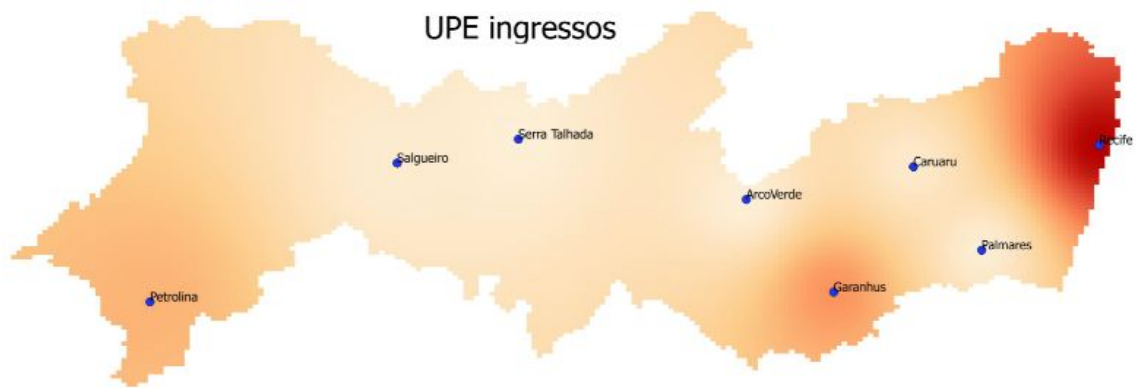 UPE ingressos
Serra Talhada
Recife
Salgueiro
Caruaru
ArcoVerde
Palmares
Garanhus
Petrolina